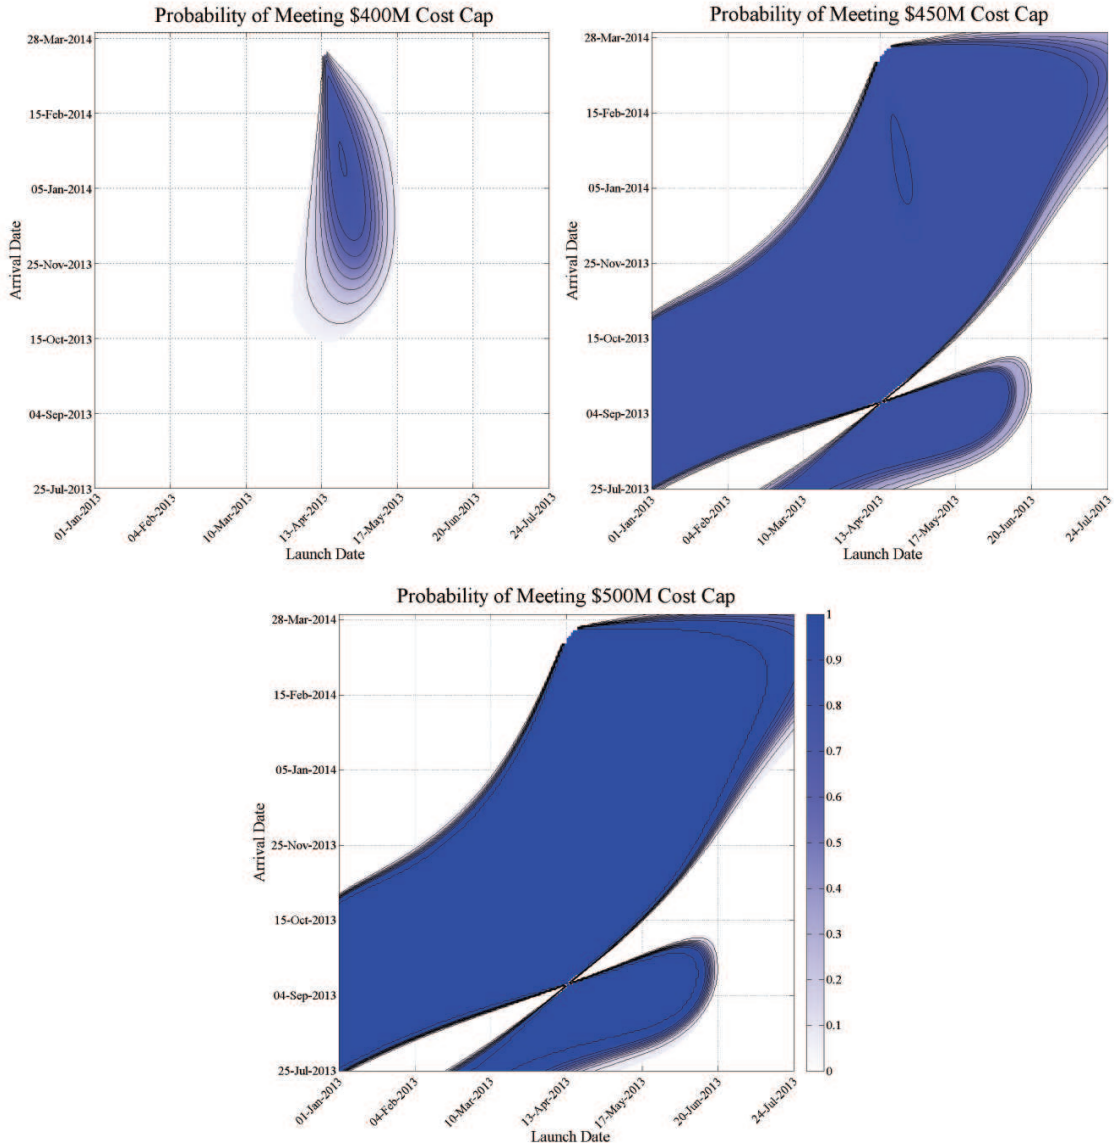 Probability of Meeting $400M Cost Cap
28-Mar-2014
15-Feb-2014
05-Jan-2014
25-Nov-2013
15-Oct-2013
04-Sep-2013
25-Jul-2013
Arrival Date
01-Jan-2013
04-Feb-2013
10-Mar-2013
13-Apr-2013
17-May-2013
20-Jun-2013
24-Jul-2013
Launch Date
Probability of Meeting $450M Cost Cap
28-Mar-2014
15-Feb-2014
05-Jan-2014
25-Nov-2013
15-Oct-2013
04-Sep-2013
25-Jul-2013
Arrival Date
01-Jan-2013
04-Feb-2013
10-Mar-2013
13-Apr-2013
17-May-2013
20-Jun-2013
24-Jul-2013
Launch Date
Probability of Meeting $500M Cost Cap
28-Mar-2014
15-Feb-2014
05-Jan-2014
25-Nov-2013
15-Oct-2013
04-Sep-2013
25-Jul-2013
Arrival Date
01-Jan-2013
04-Feb-2013
10-Mar-2013
13-Apr-2013
17-May-2013
20-Jun-2013
24-Jul-2013
Launch Date
1
0.9
0.8
0.7
0.6
0.5
0.4
0.3
0.2
0.1
0